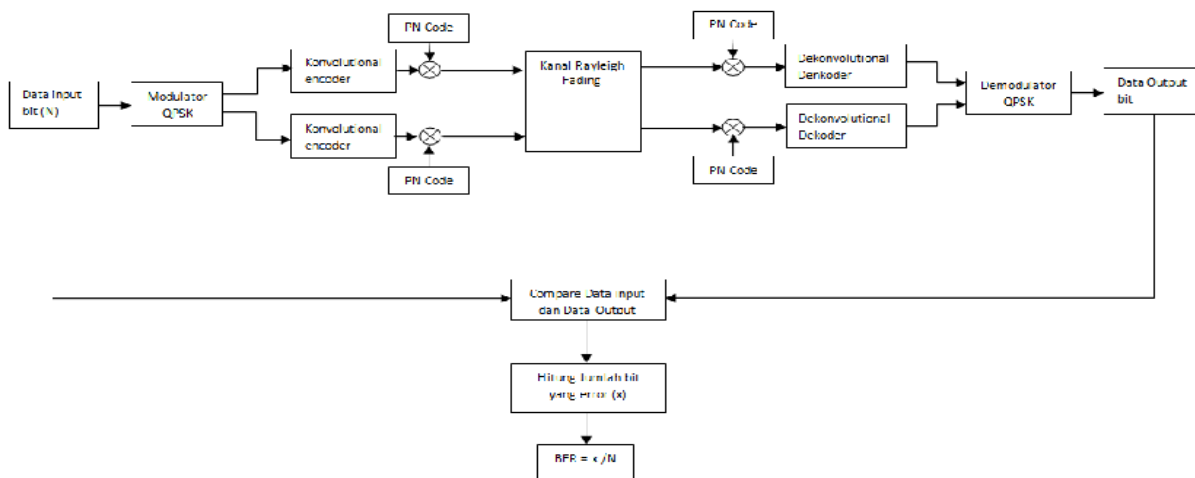 PN Code
PN Code
Konvolutional
encoder
Kanal Rayleigh
Fading
Dekonvolutional
Denkoder
Data Input
bit (N)
Modulator
QPSK
Demodulator
QPSK
Data Output
bit
Konvolutional
encoder
Dekonvolutional
Dekoder
PN Code
PN Code
Compare Data Input
dan Data Output
Hitung Jumlah bit
yang error (x)
BER = x/N